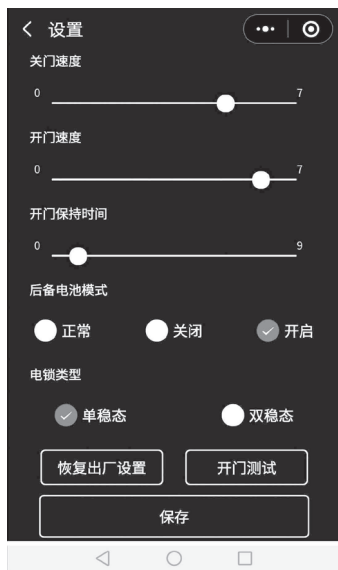 设置
关门速度
0 7
开门速度
0 7
开门保持时间
0 9
后备电池模式
正常 关闭 开启
电锁类型
单稳态 双稳态
恢复出厂设置 开门测试
保存